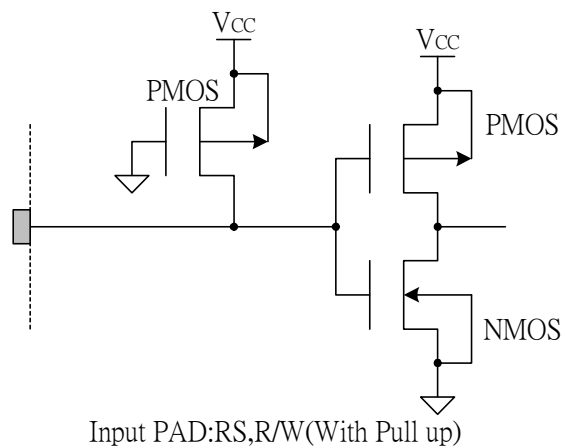 VCC
VCC
PMOS
PMOS
NMOS
Input PAD:RS,R/W(With Pull up)